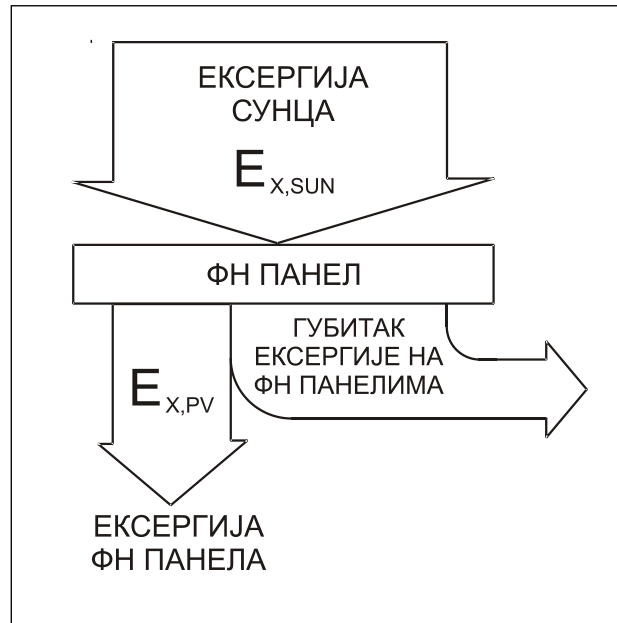 ЕКСЕРГИЈА
СУНЦА
E X,SUN
ФН ПАНЕЛ
ГУБИТАК
ЕКСЕРГИЈЕ НА
ФН ПАНЕЛИМА
E X,PV
ЕКСЕРГИЈА
ФН ПАНЕЛА